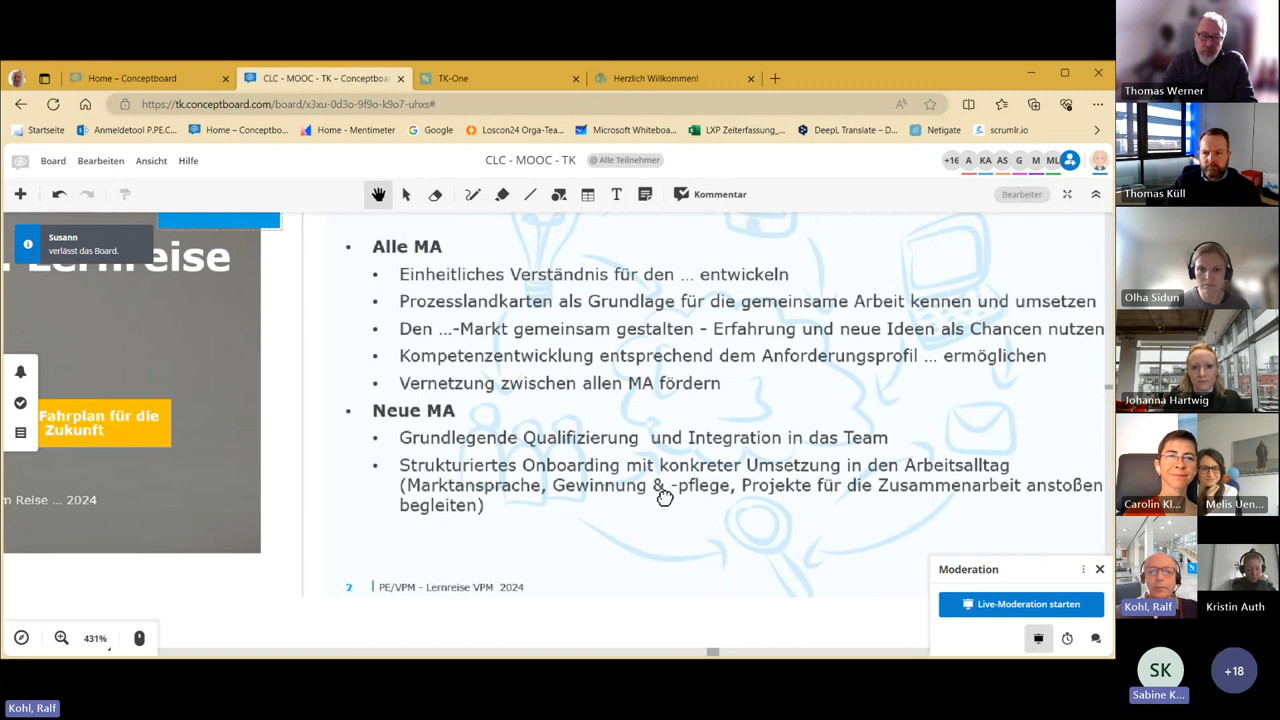 Home – Conceptboard
CLC - MOOC - TK – Conceptboa
TK-One
Herzlich Willkommen!
https://tk.conceptboard.com/board/x3xu-0d3o-9f9o-k9o7-uhxs#
Startseite
Anmeldetool P.PE.C...
Home – Conceptbo...
Home - Mentimeter
Google
Loscon24 Orga-Tea...
Microsoft Whiteboa...
LXP Zeiterfassung_...
DeepL Translate – D...
Netigate
scrumlr.io
Board
Bearbeiten
Ansicht
Hilfe
CLC - MOOC - TK
@ Alle Teilnehmer
+16 A KA AS G M ML
Kommentar
Bearbeiter
Susann
verlässt das Board.
Lernreise
Fahrplan für die
Zukunft
m Reise ... 2024
• Alle MA
• Einheitliches Verständnis für den ... entwickeln
• Prozesslandkarten als Grundlage für die gemeinsame Arbeit kennen und umsetzen
• Den ...-Markt gemeinsam gestalten - Erfahrung und neue Ideen als Chancen nutzen
• Kompetenzentwicklung entsprechend dem Anforderungsprofil ... ermöglichen
• Vernetzung zwischen allen MA fördern
• Neue MA
• Grundlegende Qualifizierung und Integration in das Team
• Strukturiertes Onboarding mit konkreter Umsetzung in den Arbeitsalltag
(Marktansprache, Gewinnung & -pflege, Projekte für die Zusammenarbeit anstoßen
begleiten)
2 PE/VPM - Lernreise VPM 2024
Moderation
Live-Moderation starten
431%
Kohl, Ralf
Thomas Werner
Thomas Küll
Olha Sidun
Johanna Hartwig
Carolin Kl...
Melis Uen...
Kohl, Ralf
Kristin Auth
SK
Sabine K...
+18